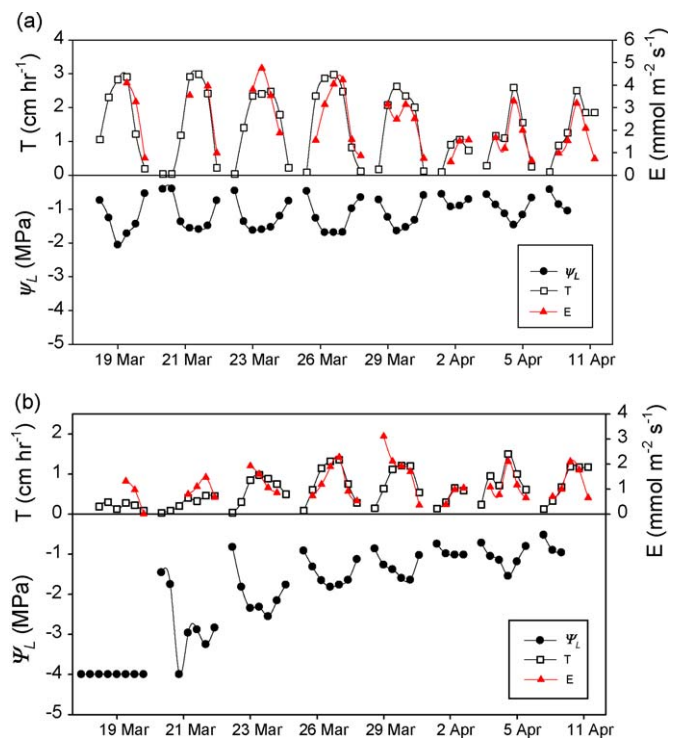 (a)
T (cm hr-1)
4
3
2
1
0
E (mmol m-2 s-1)
6
5
4
3
2
1
0
ψL (MPa)
-1
-2
-3
-4
-5
ψL
T
E
19 Mar 21 Mar 23 Mar 26 Mar 29 Mar 2 Apr 5 Apr 11 Apr
(b)
T (cm hr-1)
2
1
0
E (mmol m-2 s-1)
4
3
2
1
0
ΨL (MPa)
-1
-2
-3
-4
-5
ΨL
T
E
19 Mar 21 Mar 23 Mar 26 Mar 29 Mar 2 Apr 5 Apr 11 Apr